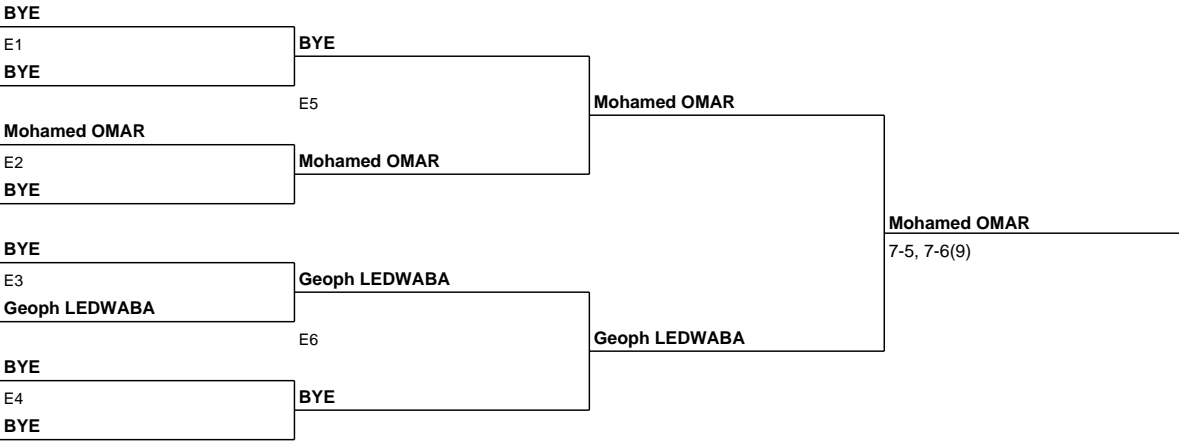 BYE
E1
BYE
BYE
E5
Mohamed OMAR
Mohamed OMAR
E2
Mohamed OMAR
BYE
Mohamed OMAR
7-5, 7-6(9)
BYE
E3
Geoph LEDWABA
Geoph LEDWABA
E6
Geoph LEDWABA
BYE
E4
BYE
BYE